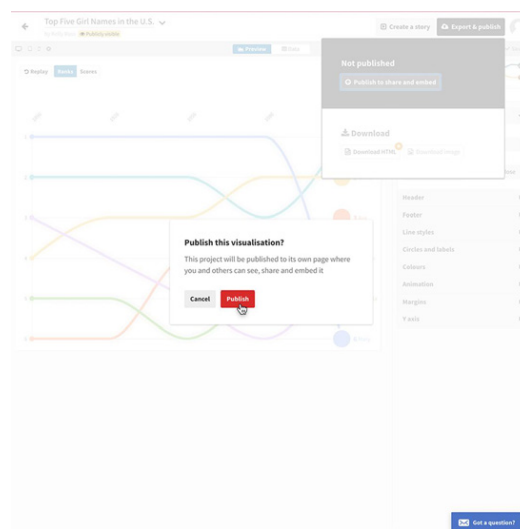 Top Five Girl Names in the U.S.
Publicly visible
Create a story
Export & publish
Preview
Data
Not published
Publish to share and embed
Replay
Ranks
Scores
Download
Download HTML
Download image
Header
Footer
Line styles
Circles and labels
Colours
Animation
Margins
Y axis
Publish this visualisation?
This project will be published to its own page where
you and others can see, share and embed it
Cancel
Publish
Got a question?